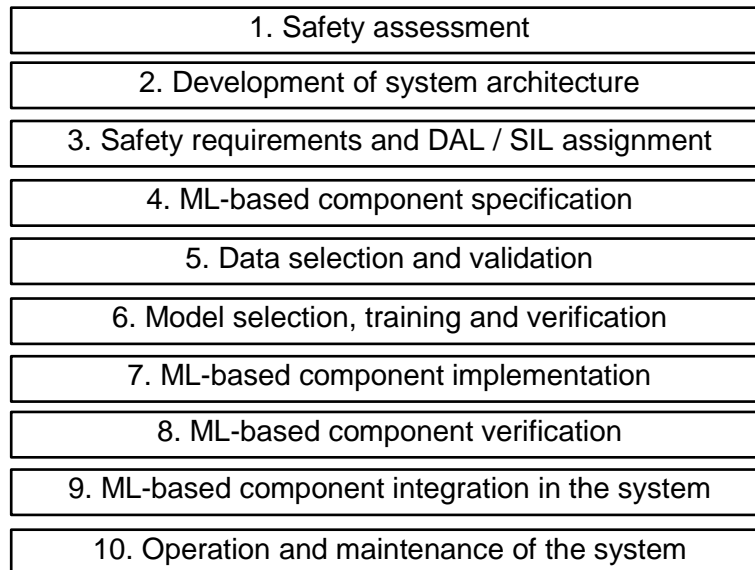 1. Safety assessment
2. Development of system architecture
3. Safety requirements and DAL / SIL assignment
4. ML-based component specification
5. Data selection and validation
6. Model selection, training and verification
7. ML-based component implementation
8. ML-based component verification
9. ML-based component integration in the system
10. Operation and maintenance of the system